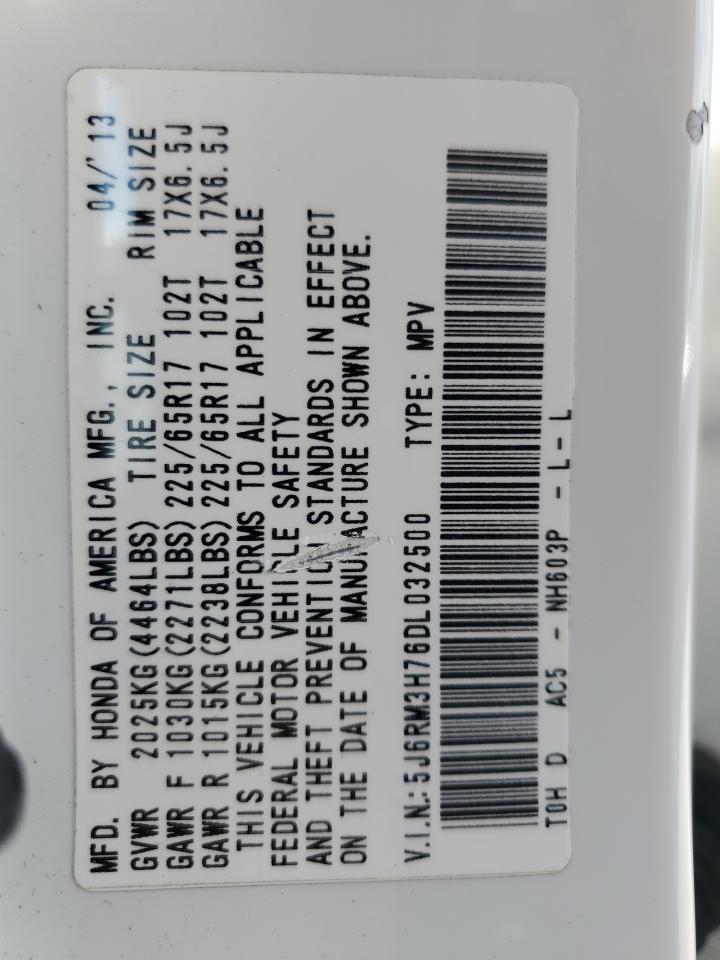 MFD. BY HONDA OF AMERICA MFG., INC. 04/'13
GVWR 2025KG(4464LBS) TIRE SIZE RIM SIZE
GAWR F 1030KG(2271LBS) 225/65R17 102T 17X6.5J
GAWR R 1015KG(2238LBS) 225/65R17 102T 17X6.5J
THIS VEHICLE CONFORMS TO ALL APPLICABLE
FEDERAL MOTOR VEHICLE SAFETY
AND THEFT PREVENTION STANDARDS IN EFFECT
ON THE DATE OF MANUFACTURE SHOWN ABOVE.
V.I.N.:5J6RM3H76DL032500 TYPE: MPV
T0H D AC5 - NH603P - L - L